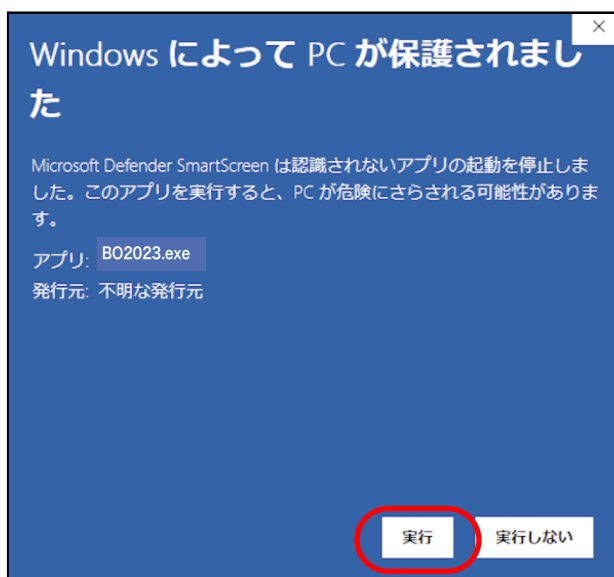 Windows によって PC が保護されまし
た
Microsoft Defender SmartScreen は認識されないアプリの起動を停止しま
した。このアプリを実行すると、PC が危険にさらされる可能性がありま
す。
アプリ: BO2023.exe
発行元: 不明な発行元
実行 実行しない